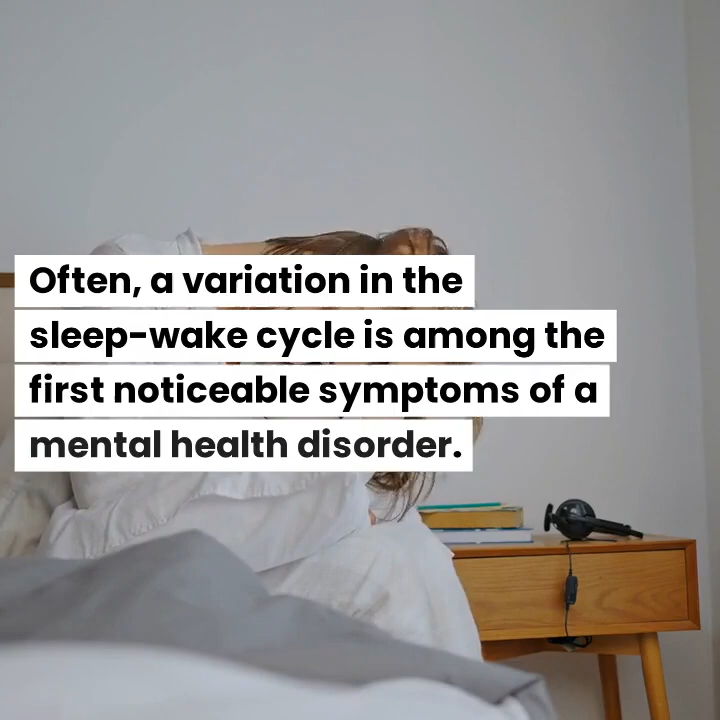 Often, a variation in the
sleep-wake cycle is among the
first noticeable symptoms of a
mental health disorder.